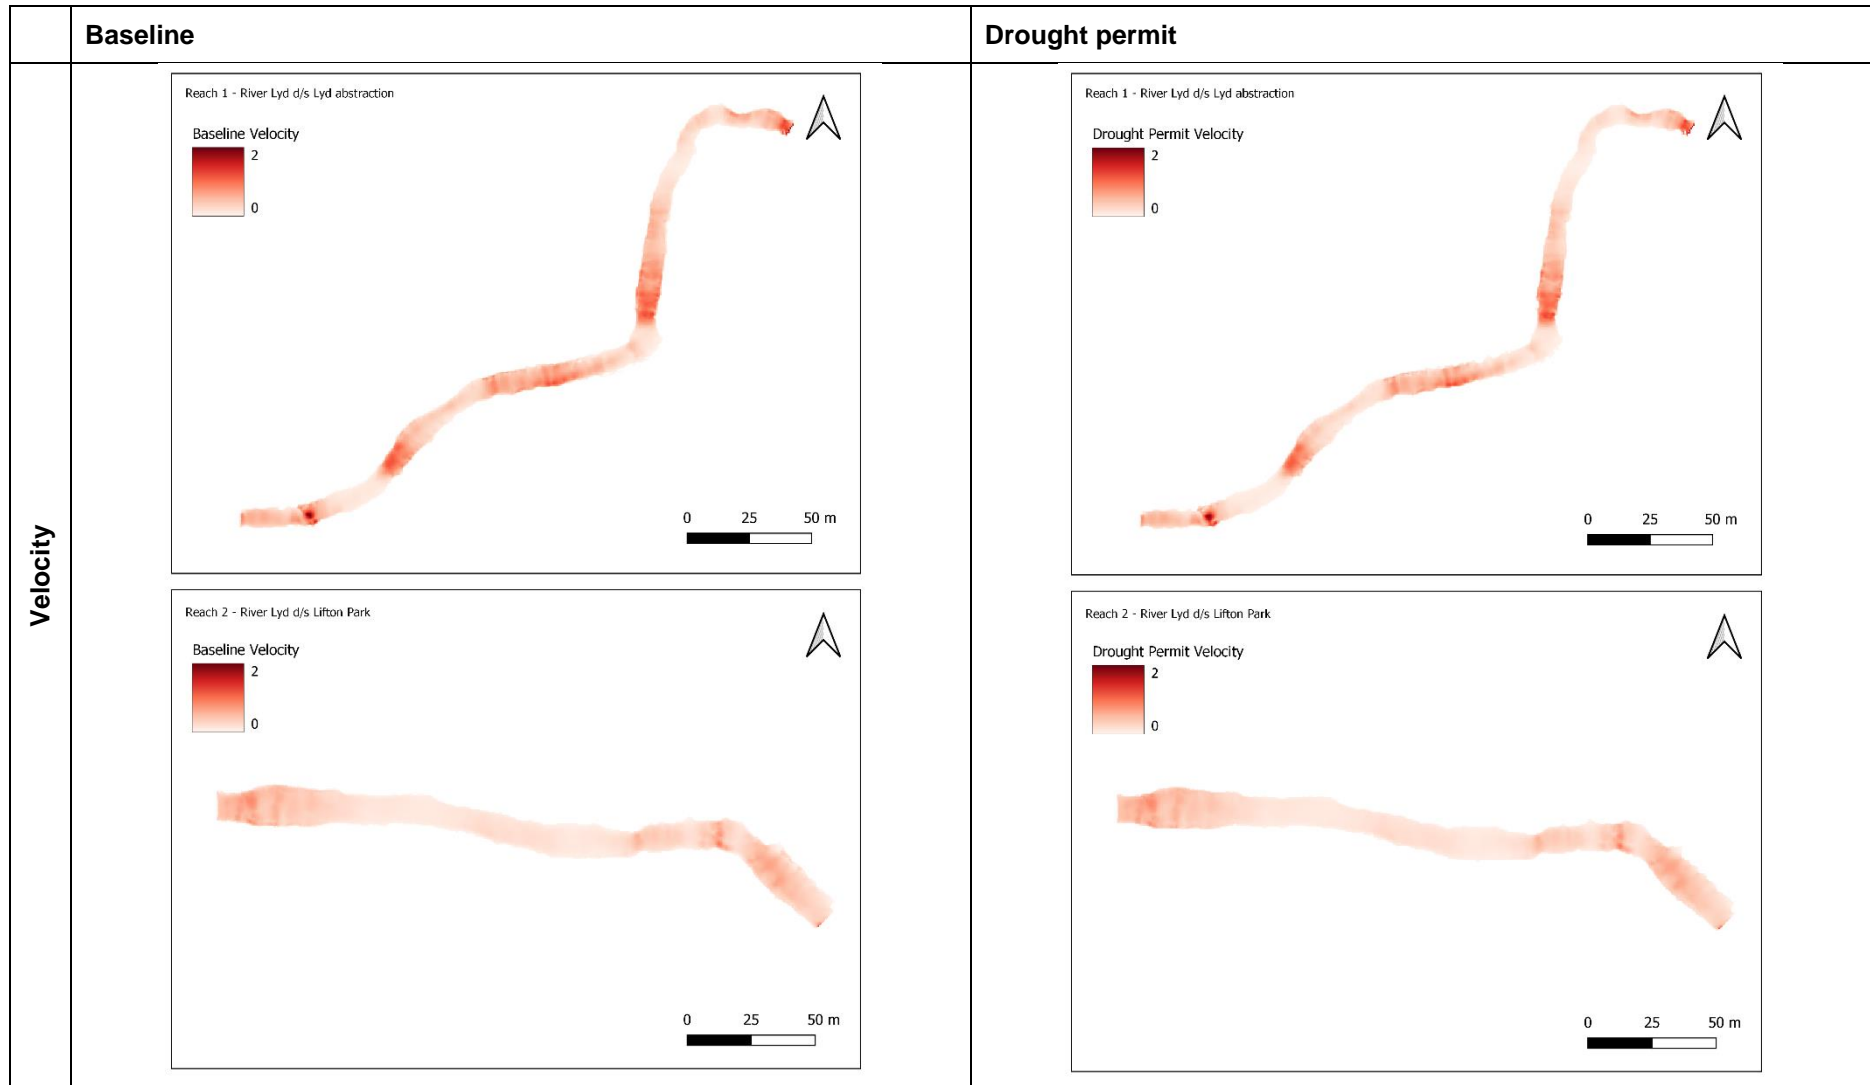 Baseline
Drought permit
Velocity
Reach 1 - River Lyd d/s Lyd abstraction
Baseline Velocity
2
0
0 25 50 m
Reach 1 - River Lyd d/s Lyd abstraction
Drought Permit Velocity
2
0
0 25 50 m
Reach 2 - River Lyd d/s Lifton Park
Baseline Velocity
2
0
0 25 50 m
Reach 2 - River Lyd d/s Lifton Park
Drought Permit Velocity
2
0
0 25 50 m